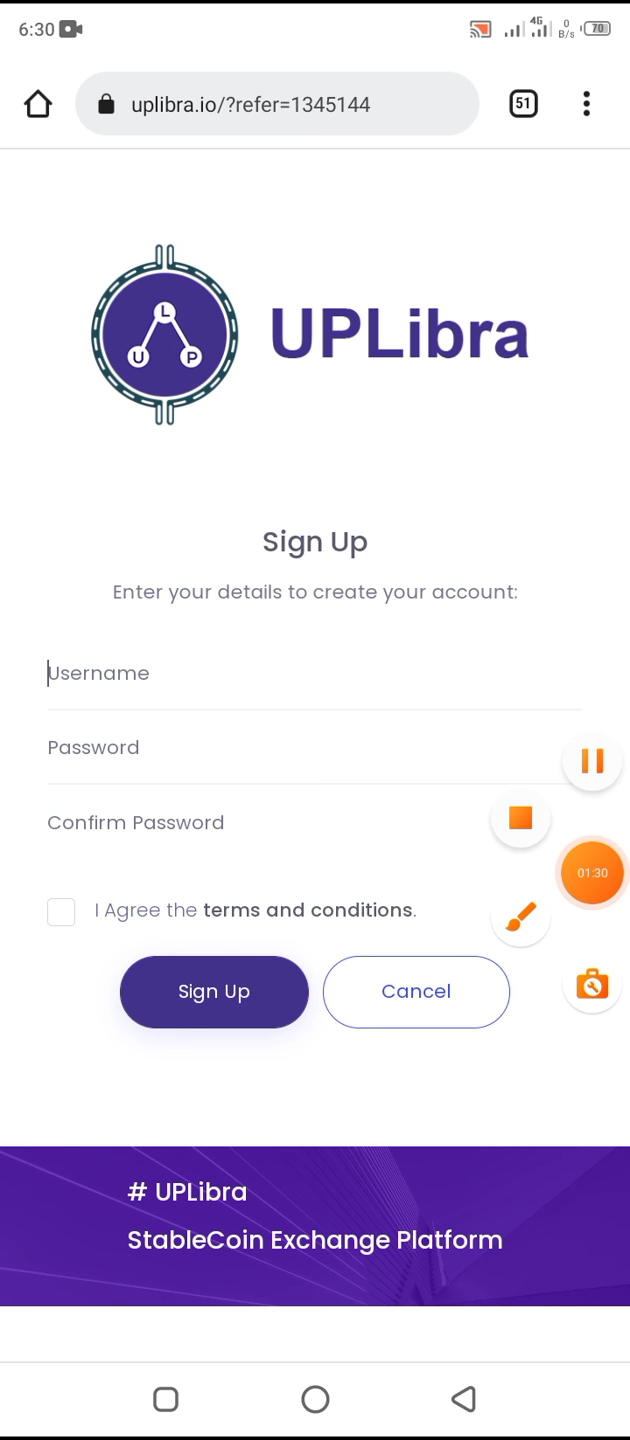 6:30
4G
0
B/s
70
uplibra.io/?refer=1345144
51
L
U P
UPLibra
Sign Up
Enter your details to create your account:
Username
Password
Confirm Password
01:30
I Agree the terms and conditions.
Sign Up
Cancel
# UPLibra
StableCoin Exchange Platform